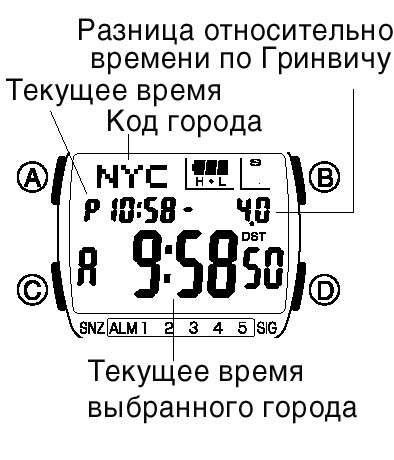 Разница относительно
времени по Гринвичу
Текущее время
Код города
NYC
H • L
S
A
B
P 10:58 - 4.0
DST
A 9:58 50
C
D
SNZ ALM 1 2 3 4 5 SIG
Текущее время
выбранного города